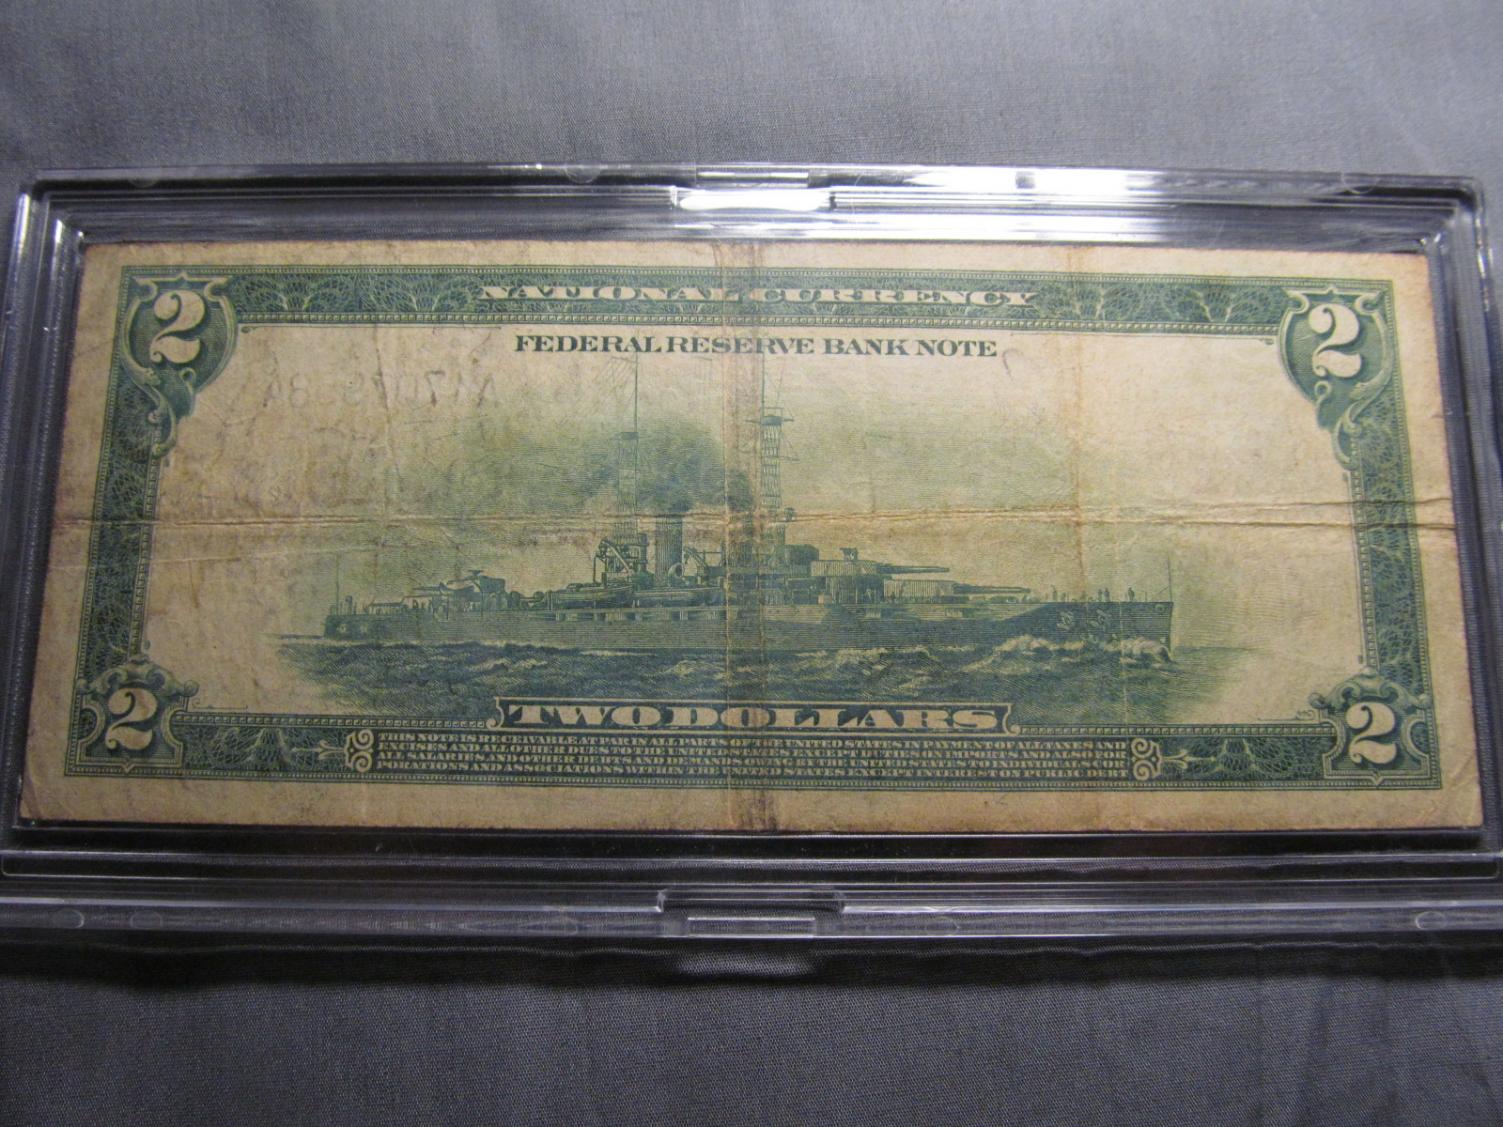 2 NATIONAL CURRENCY 2
FEDERAL RESERVE BANK NOTE
2 TWO DOLLARS 2
THIS NOTE IS RECEIVABLE AT PAR IN ALL PARTS OF THE UNITED STATES IN PAYMENT OF ALL TAXES AND
EXCISES AND ALL OTHER DUES TO THE UNITED STATES EXCEPT DUTIES ON IMPORTS AND ALSO FOR
ALL SALARIES AND OTHER DEBTS AND DEMANDS OWING BY THE UNITED STATES TO INDIVIDUALS COR
PORATIONS AND ASSOCIATIONS WITHIN THE UNITED STATES EXCEPT INTEREST ON PUBLIC DEBT